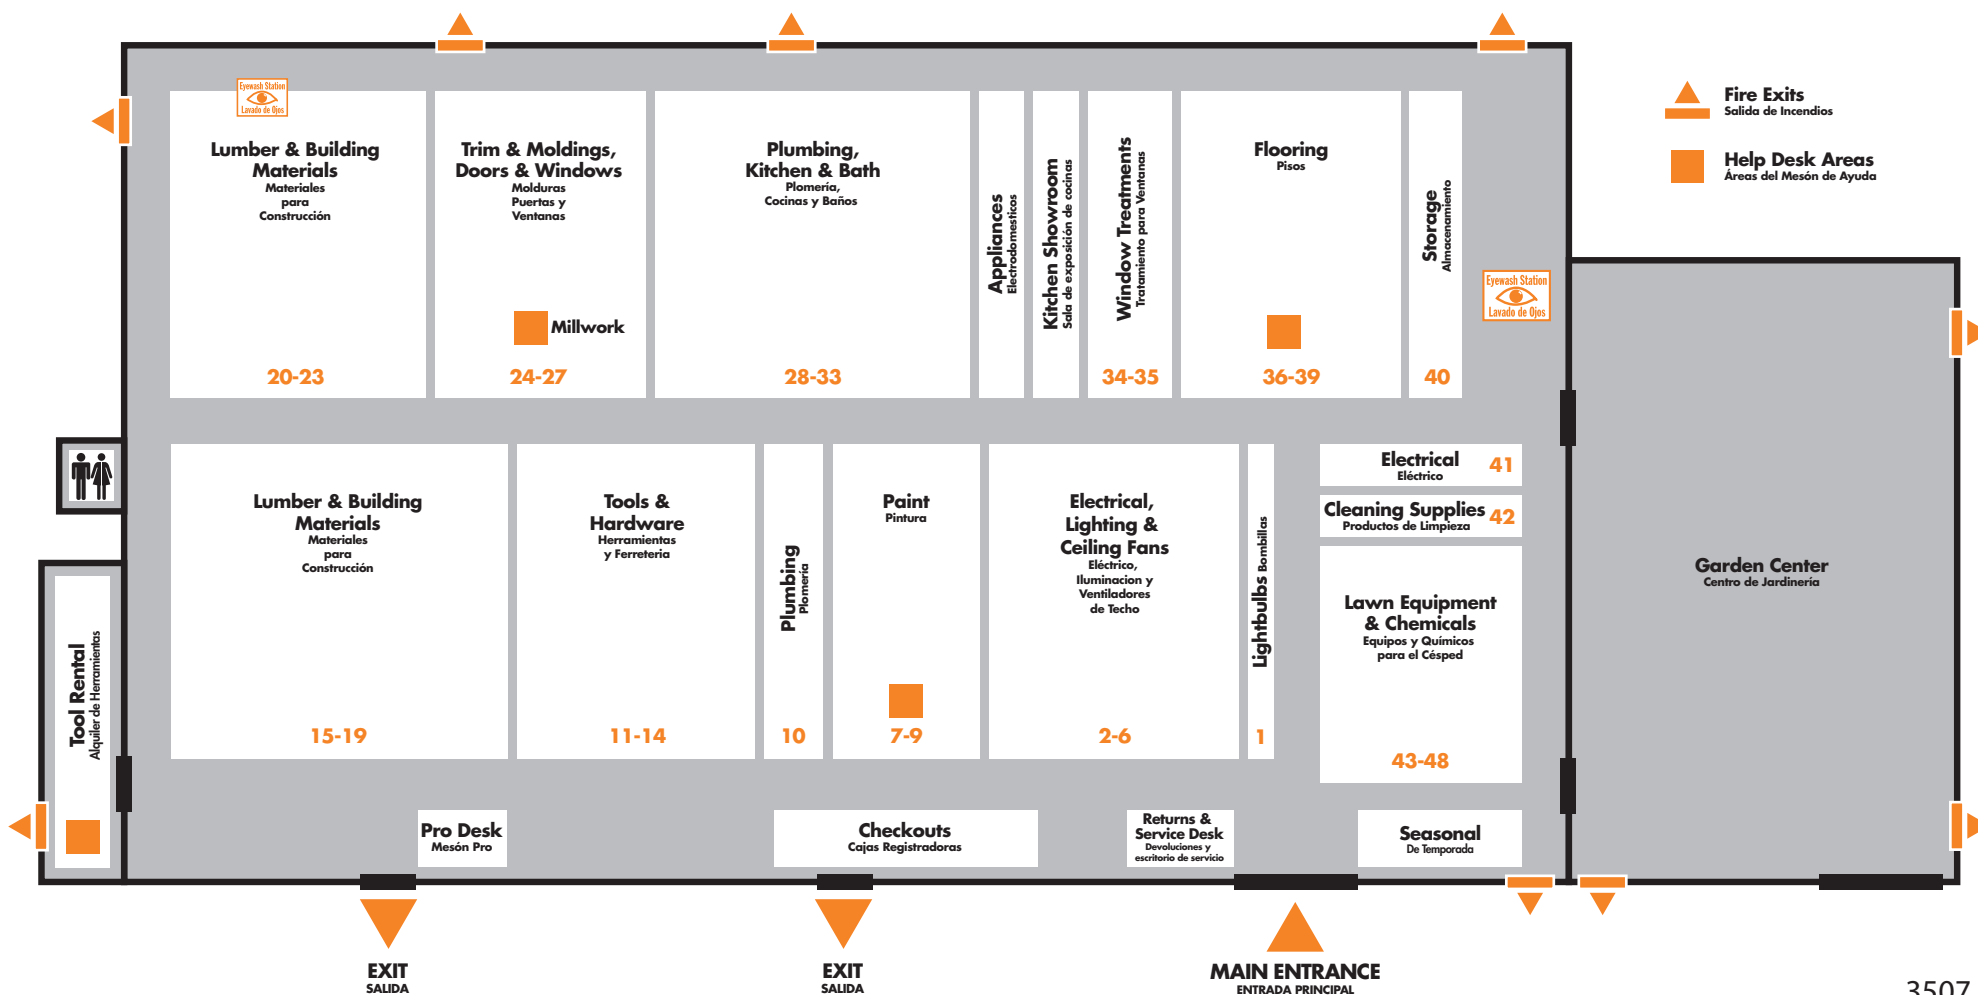 Eyewash Station
Lavado de Ojos
Lumber & Building
Materials
Materiales
para
Construcción
20-23
Trim & Moldings,
Doors & Windows
Molduras
Puertas y
Ventanas
Millwork
24-27
Plumbing,
Kitchen & Bath
Plomería,
Cocinas y Baños
28-33
Appliances
Electrodomesticos
Kitchen Showroom
Sala de exposición de cocinas
Window Treatments
Tratamiento para Ventanas
34-35
Flooring
Pisos
36-39
Storage
Almacenamiento
40
Fire Exits
Salida de Incendios
Help Desk Areas
Áreas del Mesón de Ayuda
Eyewash Station
Lavado de Ojos
Lumber & Building
Materials
Materiales
para
Construcción
15-19
Tools &
Hardware
Herramientas
y Ferreteria
11-14
Plumbing
Plomería
10
Paint
Pintura
7-9
Electrical,
Lighting &
Ceiling Fans
Eléctrico,
Iluminacion y
Ventiladores
de Techo
2-6
Lightbulbs Bombillas
1
Electrical 41
Eléctrico
Cleaning Supplies 42
Productos de Limpieza
Lawn Equipment
& Chemicals
Equipos y Químicos
para el Césped
43-48
Garden Center
Centro de Jardinería
Tool Rental
Alquiler de Herramientas
Pro Desk
Mesón Pro
Checkouts
Cajas Registradoras
Returns &
Service Desk
Devoluciones y
escritorio de servicio
Seasonal
De Temporada
EXIT
SALIDA
EXIT
SALIDA
MAIN ENTRANCE
ENTRADA PRINCIPAL
3507